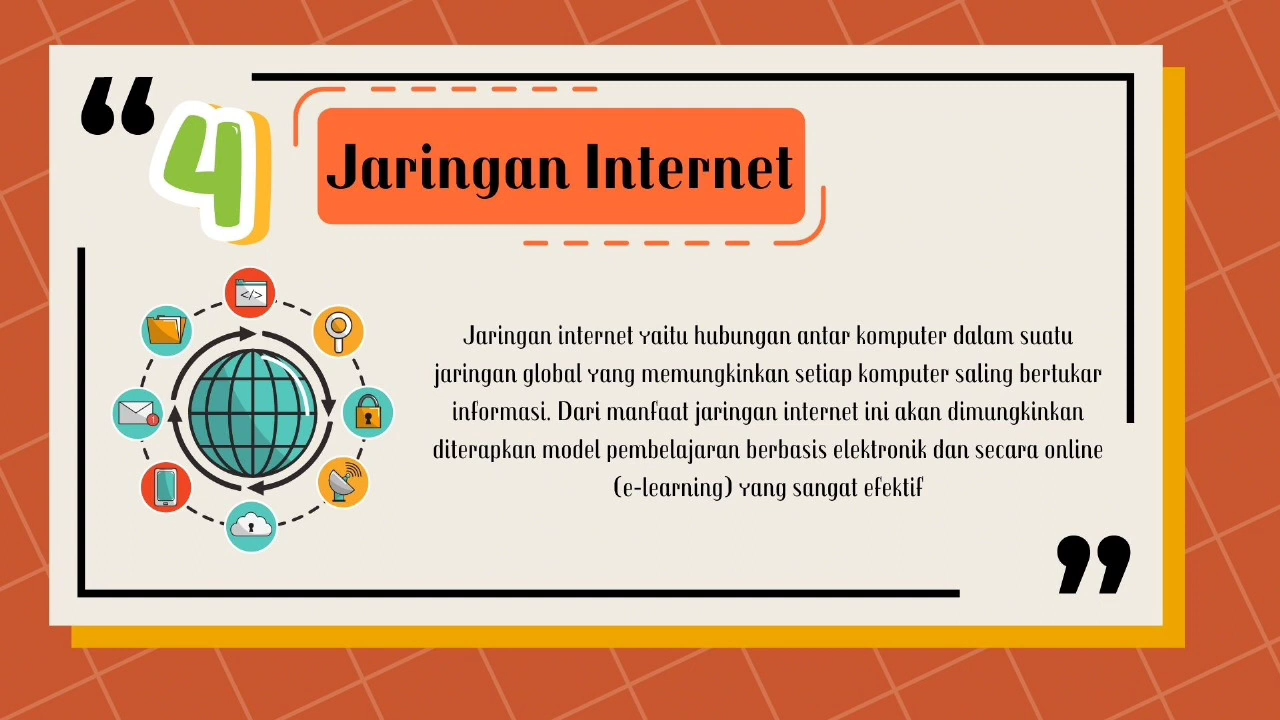 4
Jaringan Internet
</>
Jaringan internet yaitu hubungan antar komputer dalam suatu
jaringan global yang memungkinkan setiap komputer saling bertukar
informasi. Dari manfaat jaringan internet ini akan dimungkinkan
diterapkan model pembelajaran berbasis elektronik dan secara online
(e-learning) yang sangat efektif